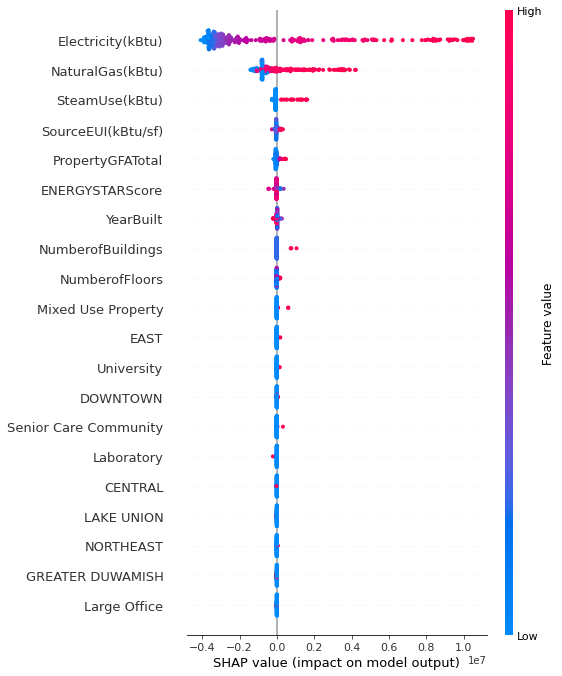 High
Electricity(kBtu)
NaturalGas(kBtu)
SteamUse(kBtu)
SourceEUI(kBtu/sf)
PropertyGFATotal
ENERGYSTARScore
YearBuilt
NumberofBuildings
NumberofFloors
Mixed Use Property
EAST
University
DOWNTOWN
Senior Care Community
Laboratory
CENTRAL
LAKE UNION
NORTHEAST
GREATER DUWAMISH
Large Office
Feature value
Low
−0.4 −0.2 0.0 0.2 0.4 0.6 0.8 1.0
1e7
SHAP value (impact on model output)